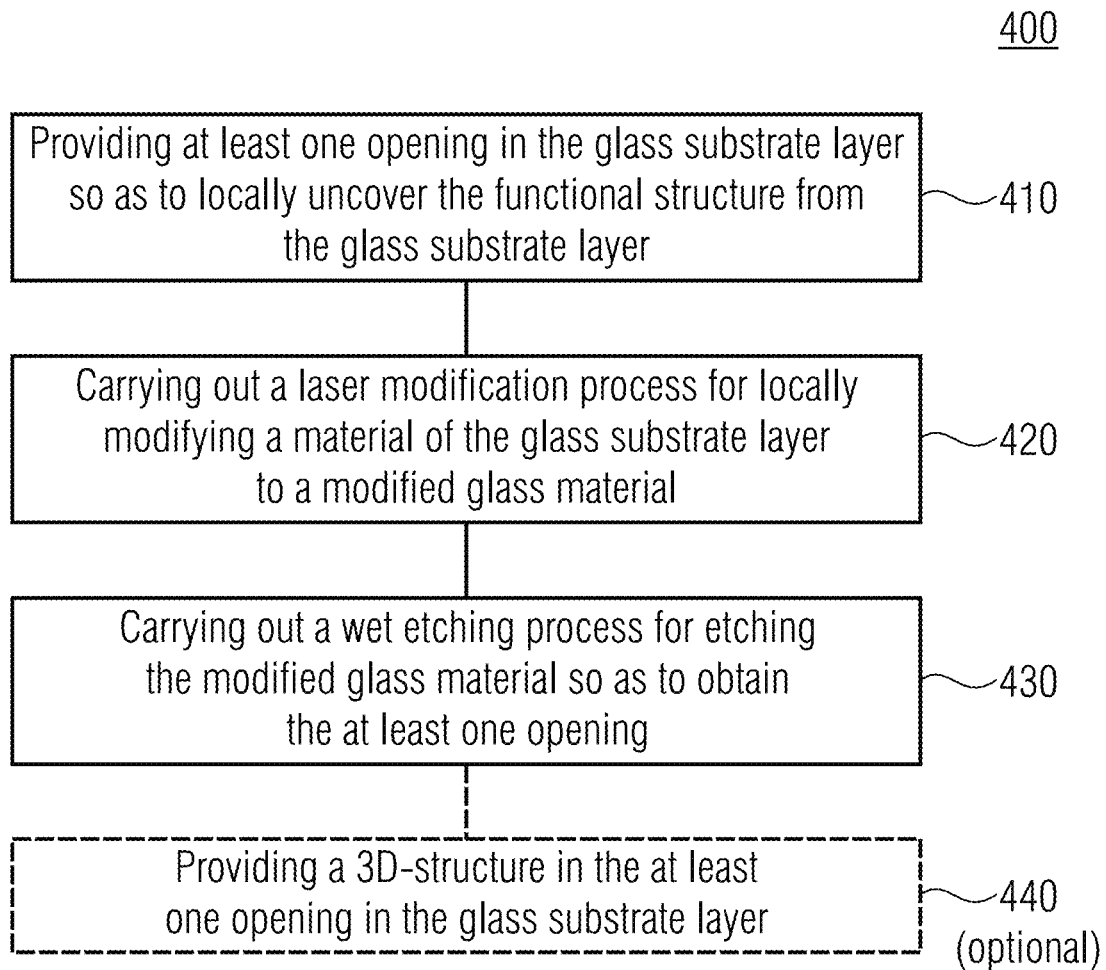 400
Providing at least one opening in the glass substrate layer
so as to locally uncover the functional structure from
the glass substrate layer
410
Carrying out a laser modification process for locally
modifying a material of the glass substrate layer
to a modified glass material
420
Carrying out a wet etching process for etching
the modified glass material so as to obtain
the at least one opening
430
Providing a 3D-structure in the at least
one opening in the glass substrate layer
440
(optional)